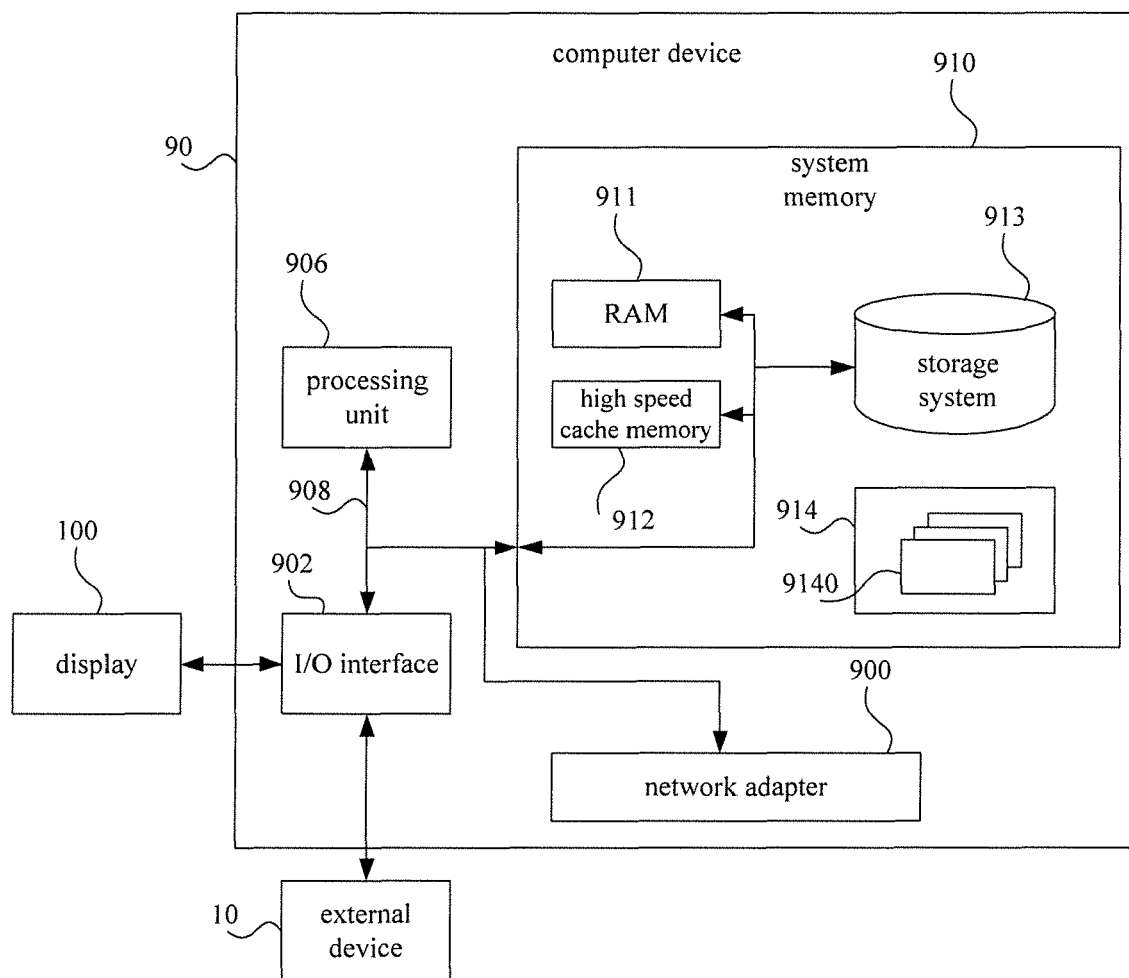 computer device
910
90
system
memory
911
913
906
RAM
processing
unit
storage
system
high speed
cache memory
908
912
914
100
902
9140
display
I/O interface
900
network adapter
10
external
device